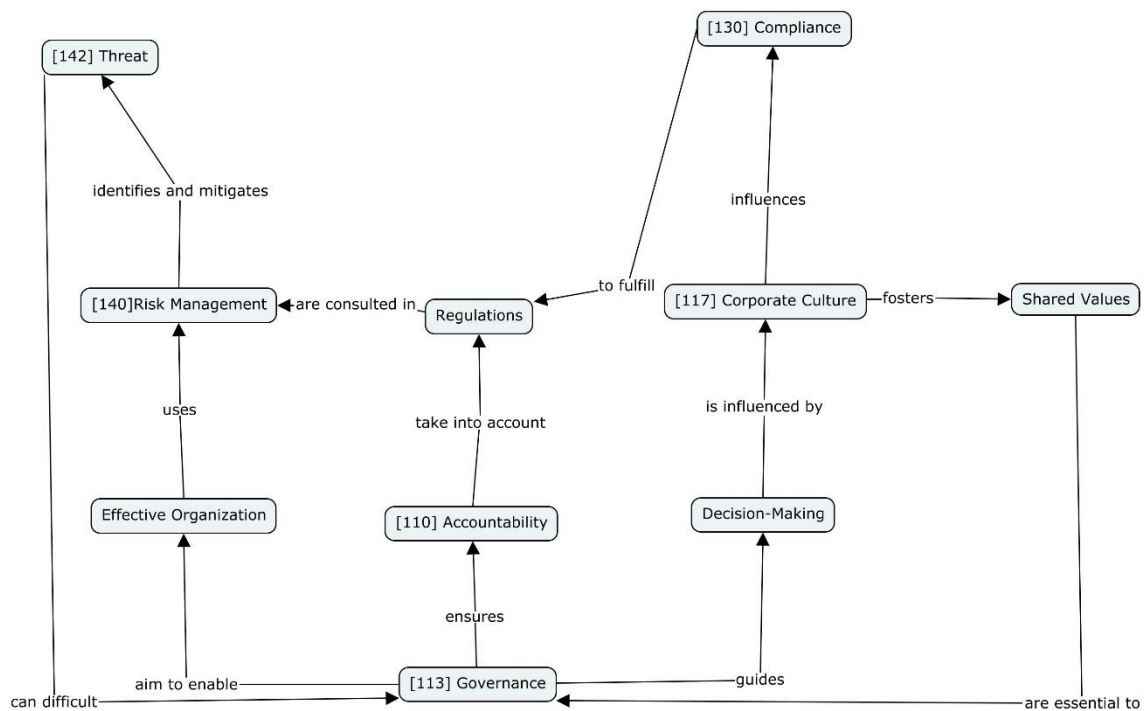 [130] Compliance
[142] Threat
identifies and mitigates
influences
to fulfill
[140]Risk Management
are consulted in
Regulations
[117] Corporate Culture
fosters
Shared Values
uses
take into account
is influenced by
Effective Organization
[110] Accountability
Decision-Making
ensures
aim to enable
[113] Governance
guides
can difficult
are essential to